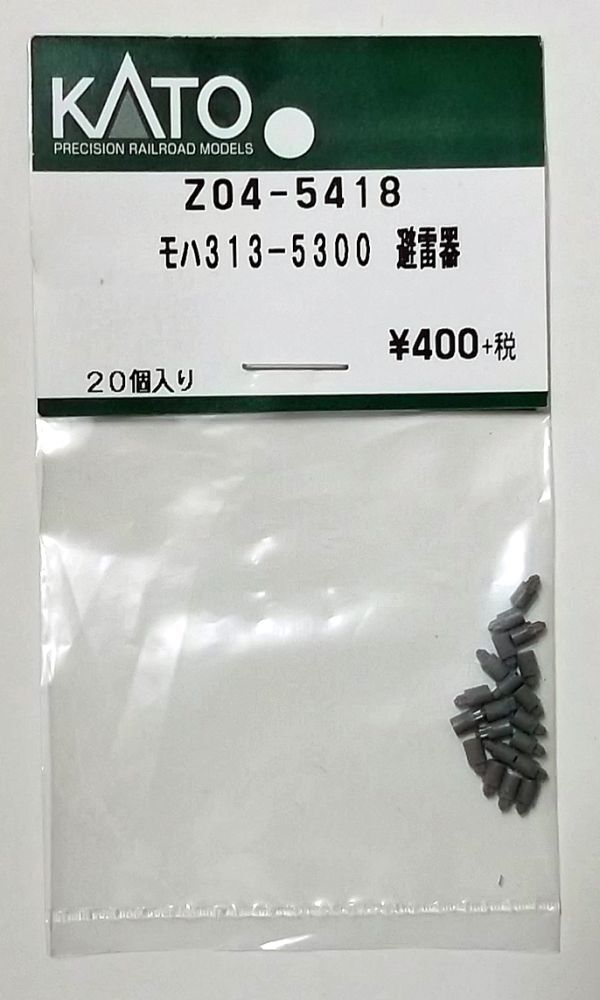 KATO
PRECISION RAILROAD MODELS
Z04-5418
モハ313-5300 避雷器
¥400+税
20個入り